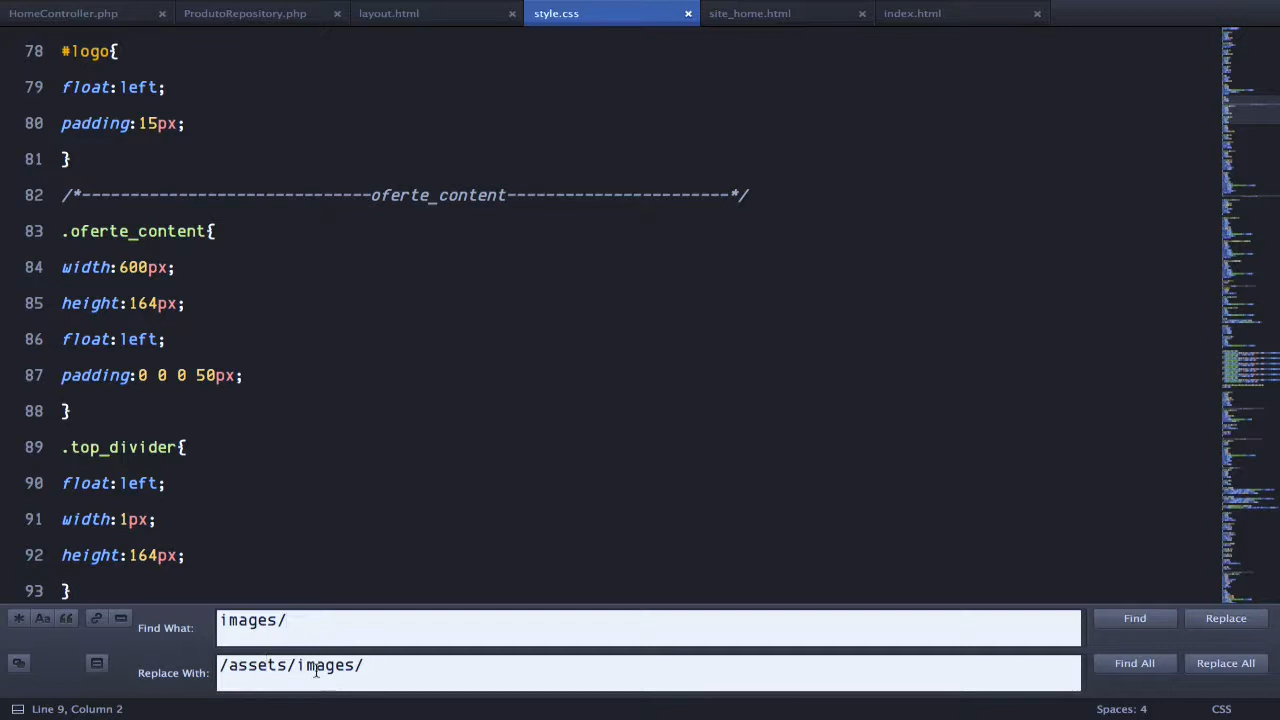 HomeController.php ProdutoRepository.php layout.html style.css site_home.html index.html
78 #logo{
79 float:left;
80 padding:15px;
81 }
82 /*------------------------------oferte_content-----------------------*/
83 .oferte_content{
84 width:600px;
85 height:164px;
86 float:left;
87 padding:0 0 0 50px;
88 }
89 .top_divider{
90 float:left;
91 width:1px;
92 height:164px;
93 }
Find What: images/ Find Replace
Replace With: /assets/images/ Find All Replace All
Line 9, Column 2 Spaces: 4 CSS